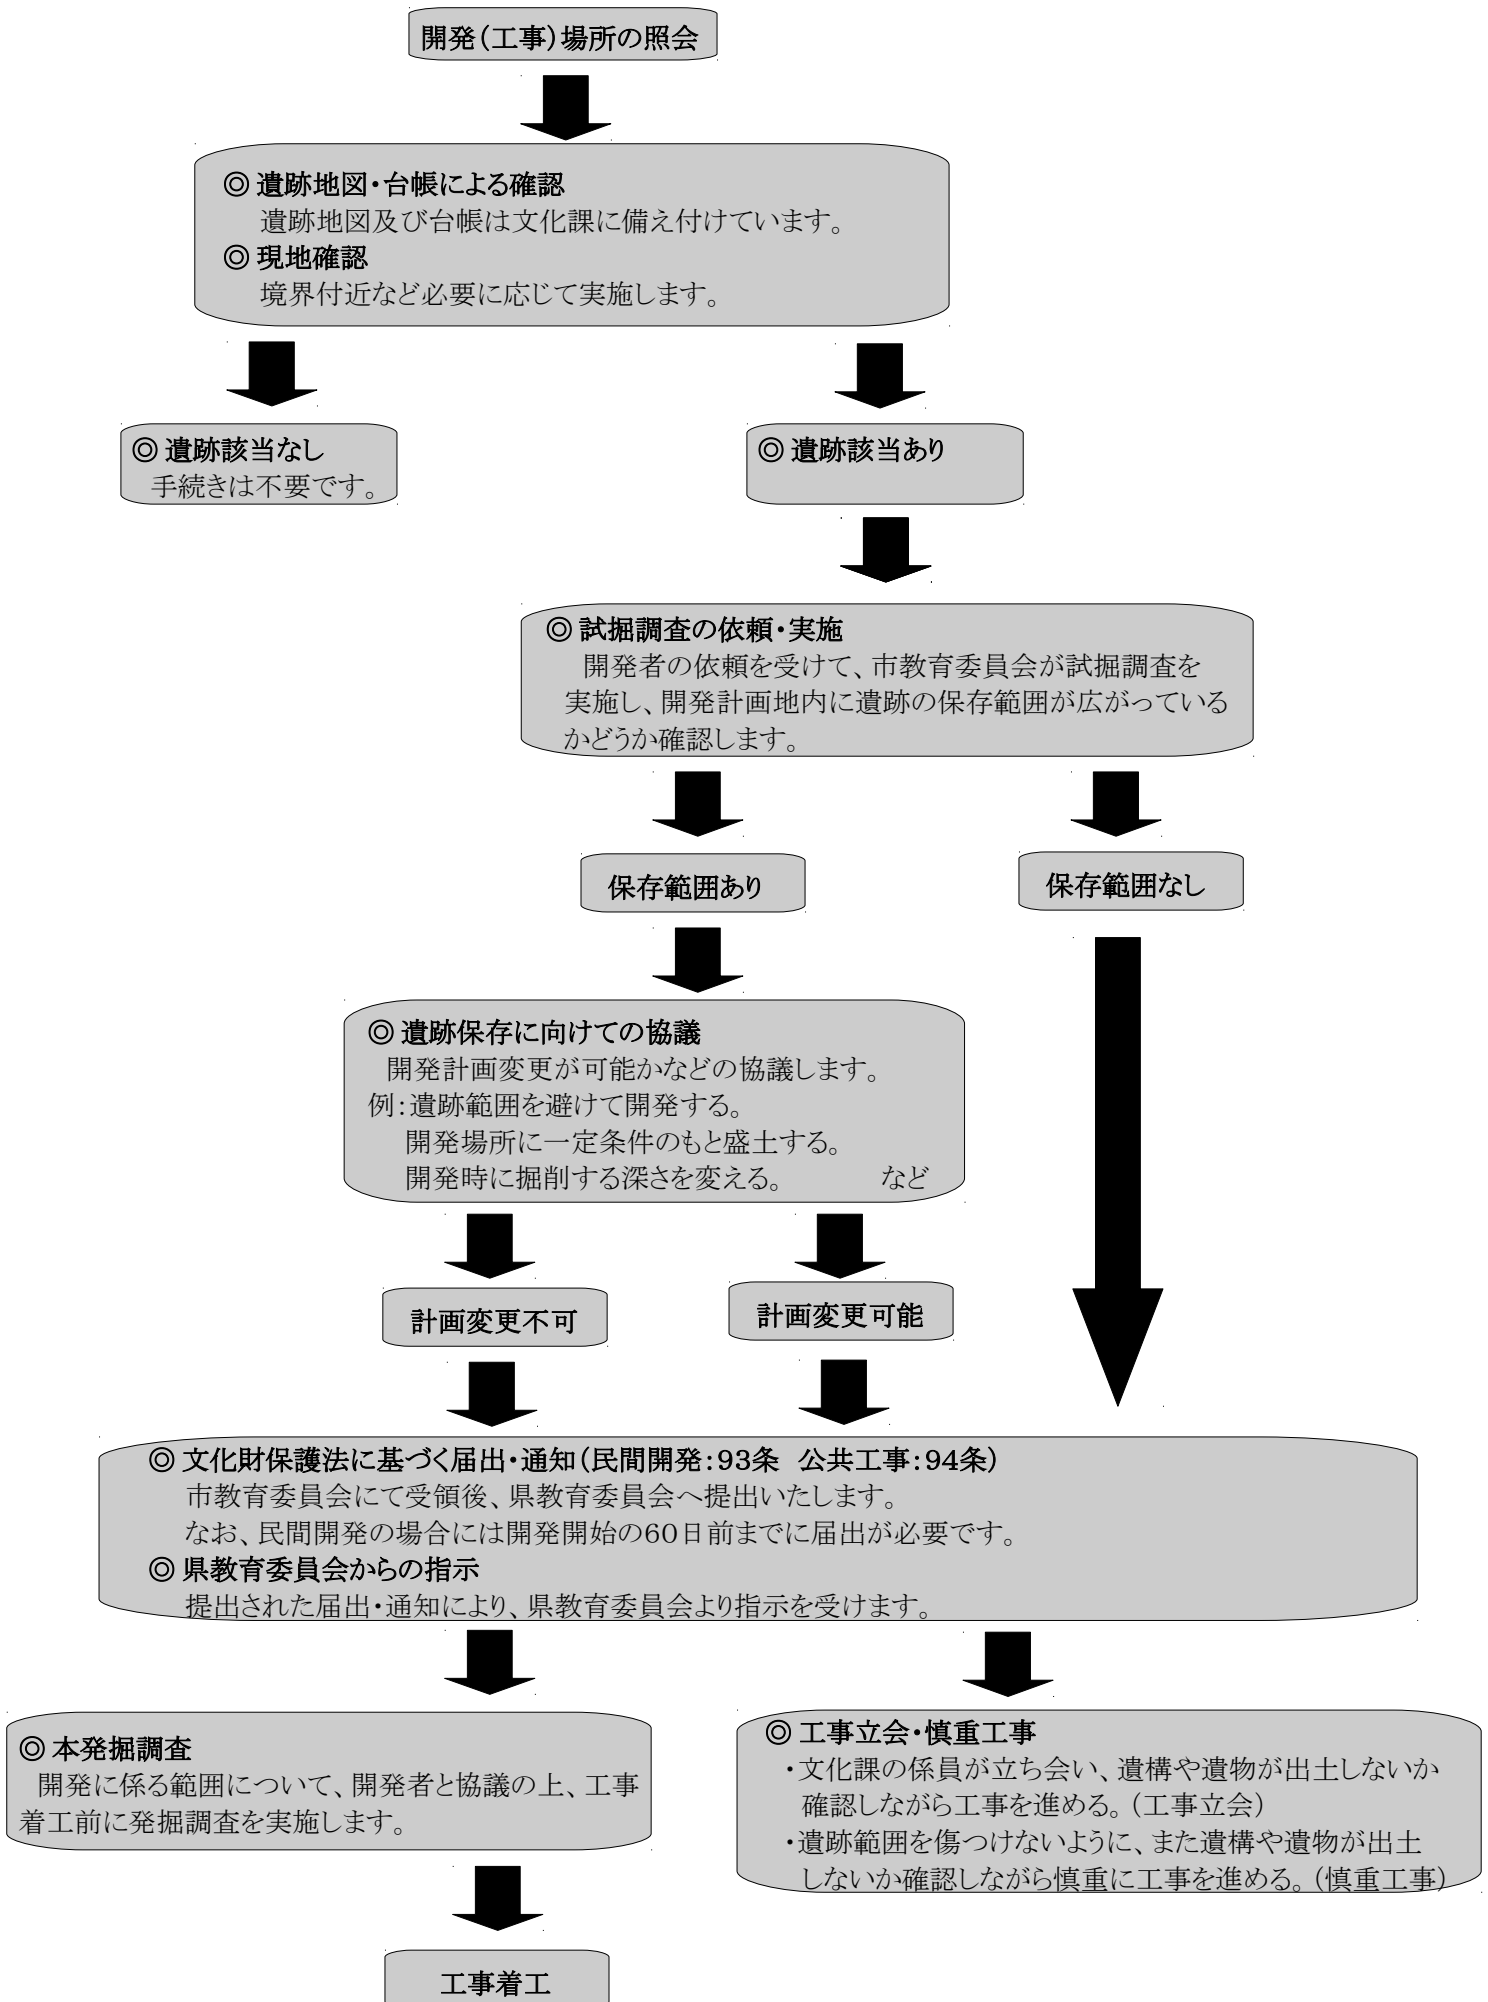 開発（工事）場所の照会
◎ 遺跡地図・台帳による確認
遺跡地図及び台帳は文化課に備え付けています。
◎ 現地確認
境界付近など必要に応じて実施します。
◎ 遺跡該当なし
手続きは不要です。
◎ 遺跡該当あり
◎ 試掘調査の依頼・実施
開発者の依頼を受けて、市教育委員会が試掘調査を
実施し、開発計画地内に遺跡の保存範囲が広がっている
かどうか確認します。
保存範囲あり
保存範囲なし
◎ 遺跡保存に向けての協議
開発計画変更が可能かなどの協議します。
例：遺跡範囲を避けて開発する。
開発場所に一定条件のもと盛土する。
開発時に掘削する深さを変える。　　　など
計画変更不可
計画変更可能
◎ 文化財保護法に基づく届出・通知（民間開発：93条　公共工事：94条）
市教育委員会にて受領後、県教育委員会へ提出いたします。
なお、民間開発の場合には開発開始の60日前までに届出が必要です。
◎ 県教育委員会からの指示
提出された届出・通知により、県教育委員会より指示を受けます。
◎ 本発掘調査
開発に係る範囲について、開発者と協議の上、工事
着工前に発掘調査を実施します。
◎ 工事立会・慎重工事
・文化課の係員が立ち会い、遺構や遺物が出土しないか
確認しながら工事を進める。（工事立会）
・遺跡範囲を傷つけないように、また遺構や遺物が出土
しないか確認しながら慎重に工事を進める。（慎重工事）
工事着工